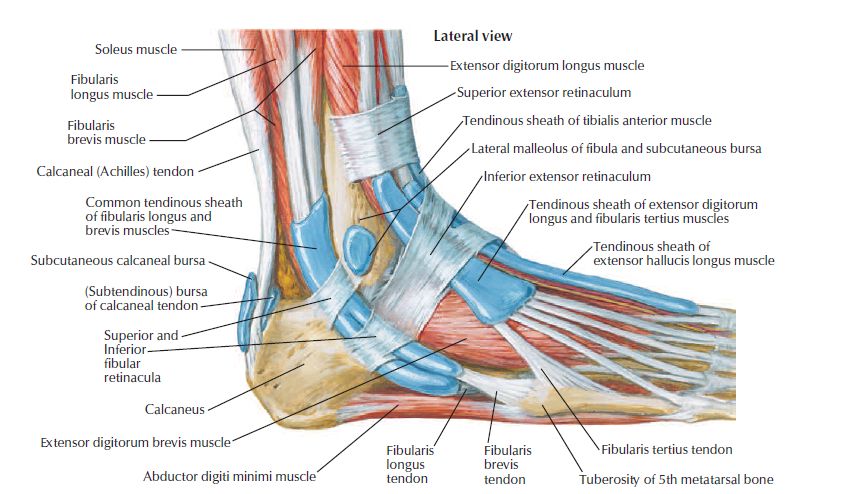 Lateral view
Soleus muscle
Fibularis
longus muscle
Fibularis
brevis muscle
Calcaneal (Achilles) tendon
Common tendinous sheath
of fibularis longus and
brevis muscles
Subcutaneous calcaneal bursa
(Subtendinous) bursa
of calcaneal tendon
Superior and
Inferior
fibular
retinacula
Calcaneus
Extensor digitorum brevis muscle
Abductor digiti minimi muscle
Extensor digitorum longus muscle
Superior extensor retinaculum
Tendinous sheath of tibialis anterior muscle
Lateral malleolus of fibula and subcutaneous bursa
Inferior extensor retinaculum
Tendinous sheath of extensor digitorum
longus and fibularis tertius muscles
Tendinous sheath of
extensor hallucis longus muscle
Fibularis
longus
tendon
Fibularis
brevis
tendon
Fibularis tertius tendon
Tuberosity of 5th metatarsal bone